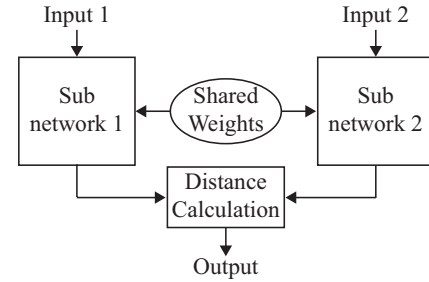 Input 1
Input 2
Sub
network 1
Shared
Weights
Sub
network 2
Distance
Calculation
Output